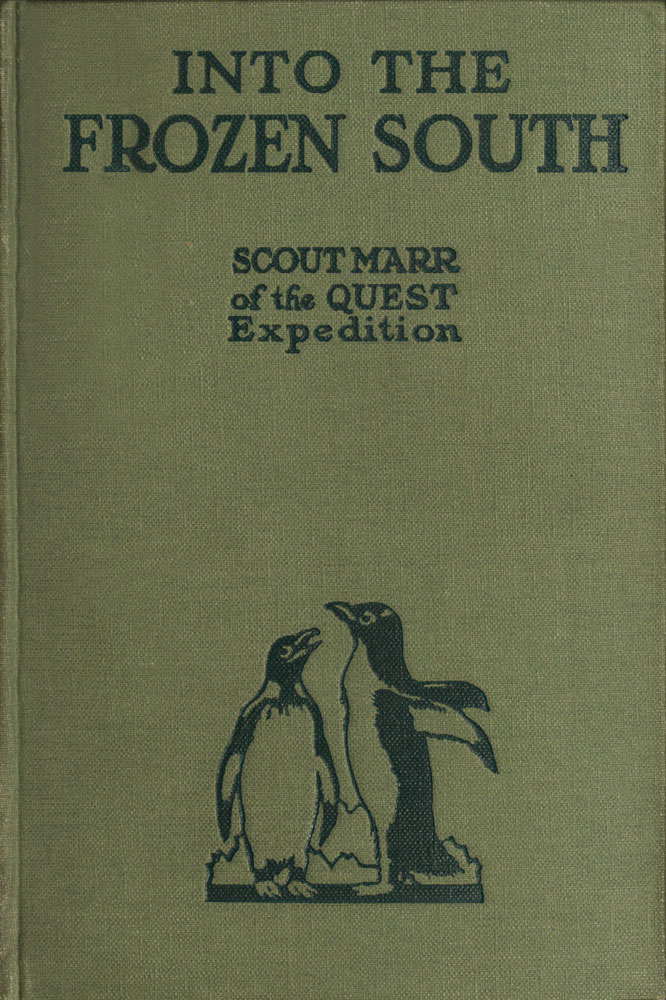 INTO THE
FROZEN SOUTH
SCOUT MARR
of the QUEST
Expedition